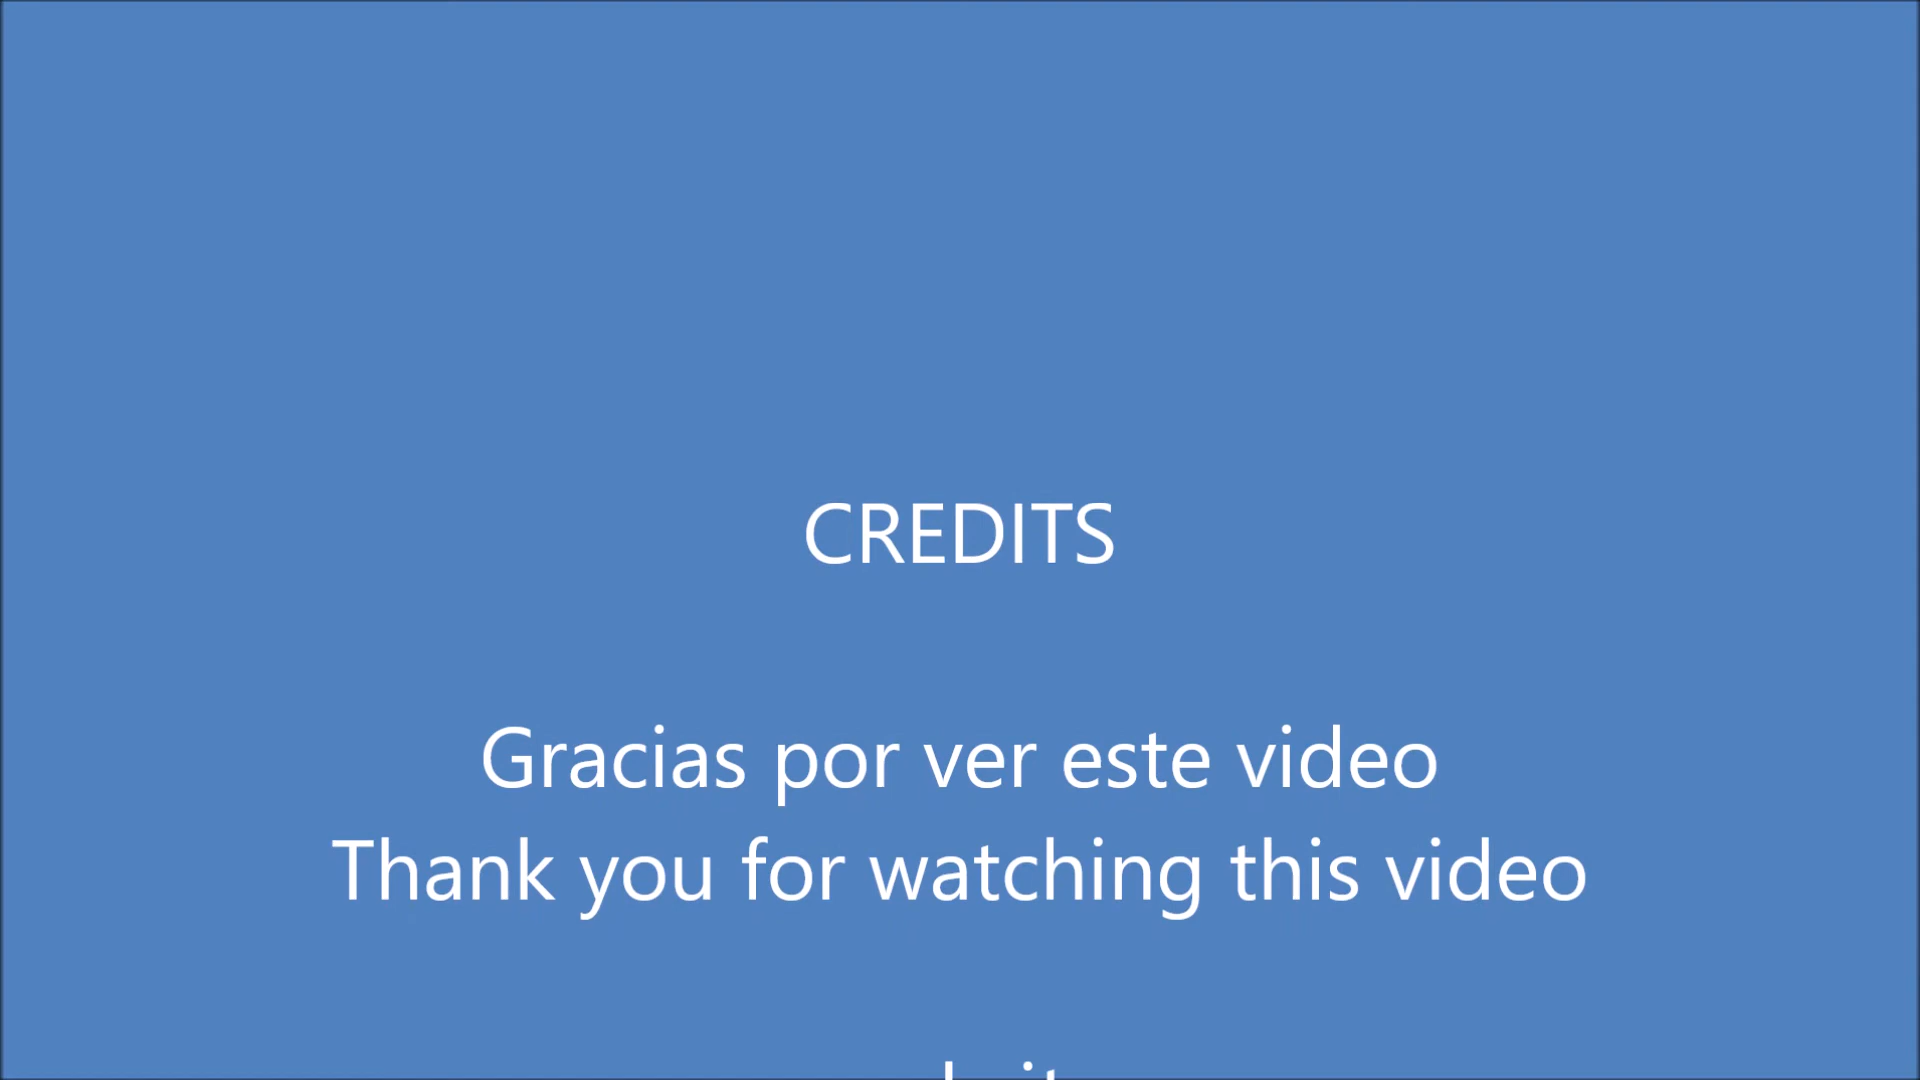 CREDITS
Gracias por ver este video
Thank you for watching this video